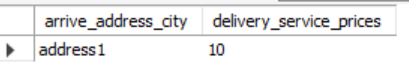 arrive_address_city delivery_service_prices
address1 10